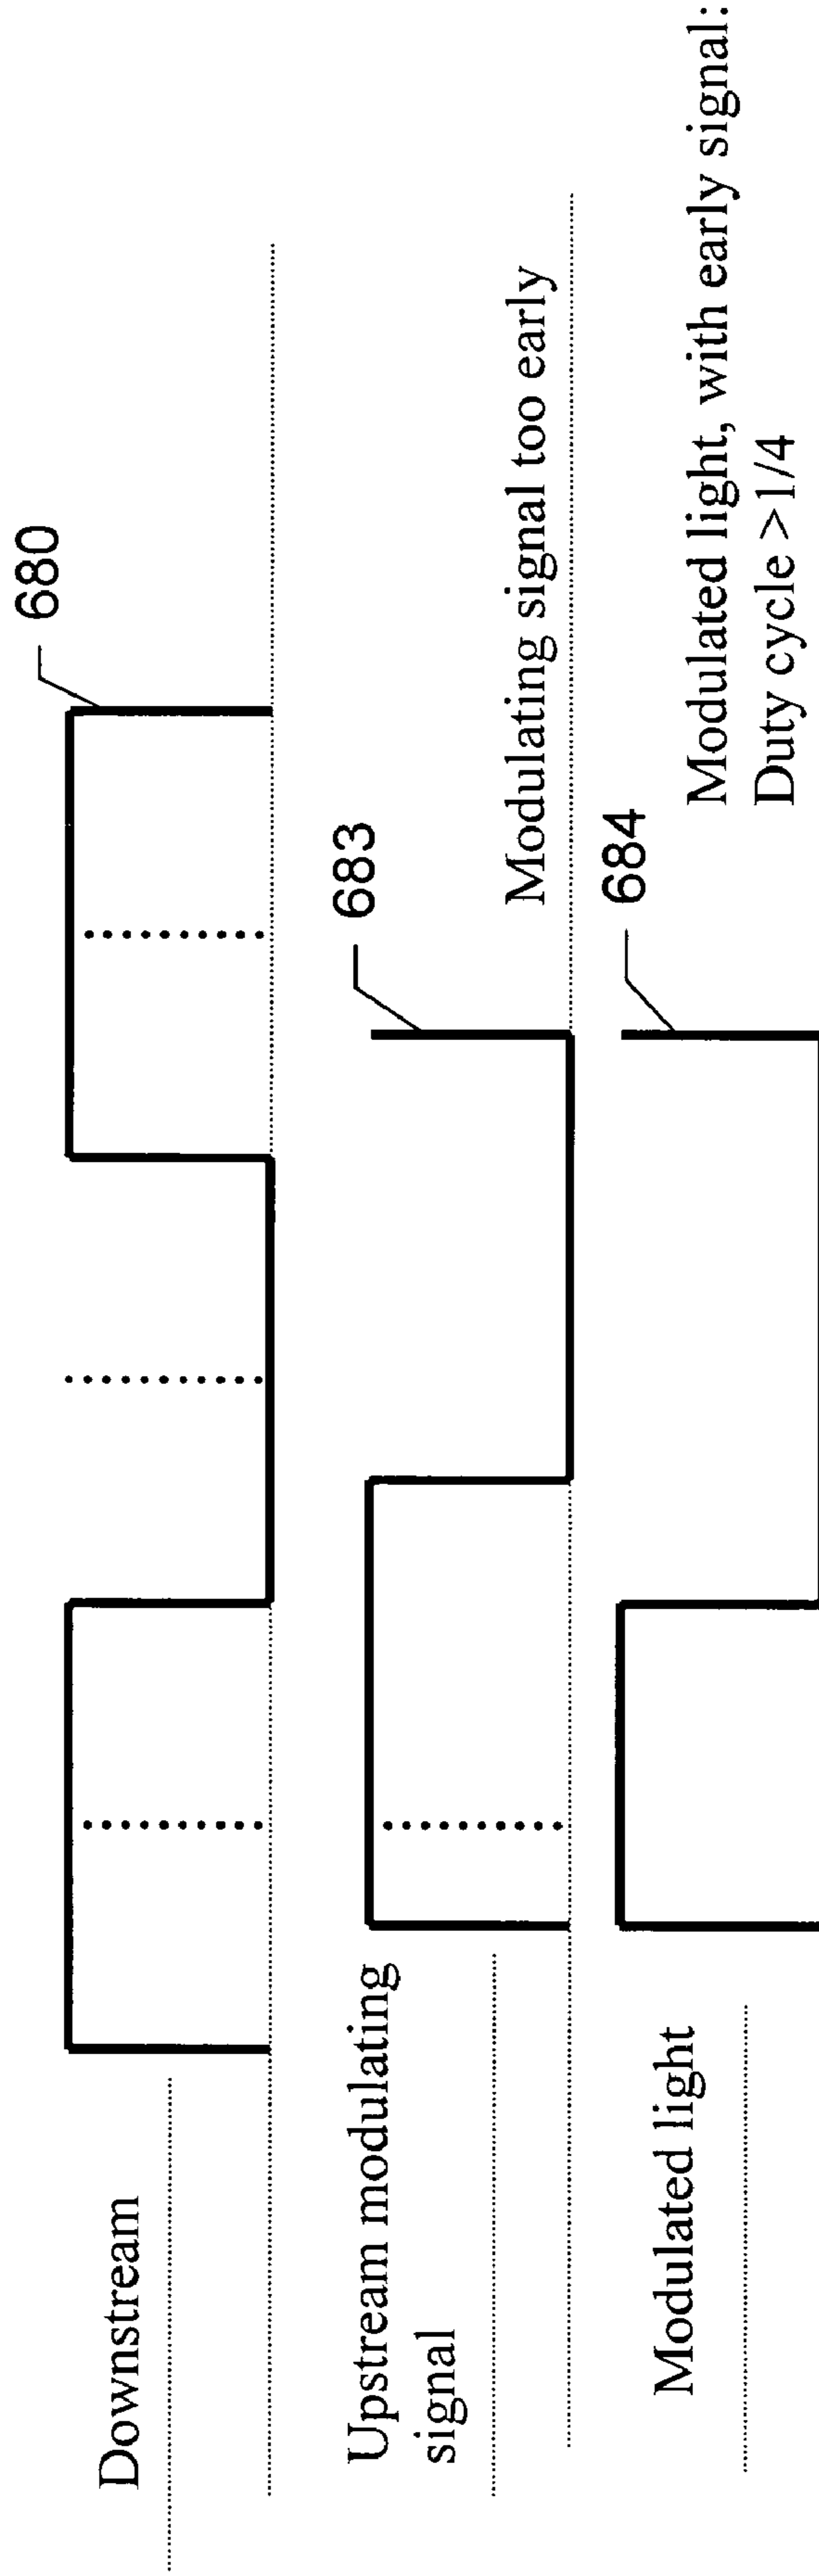 Downstream
680
Upstream modulating
signal
683
Modulating signal too early
Modulated light
684
Modulated light, with early signal:
Duty cycle >1/4